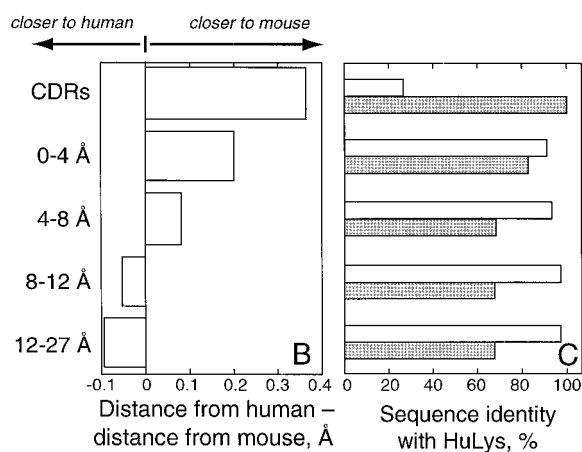 closer to human
closer to mouse
CDRs
0-4 Å
4-8 Å
8-12 Å
12-27 Å
B
C
-0.1 0 0.1 0.2 0.3 0.4
0 20 40 60 80 100
Distance from human –
distance from mouse, Å
Sequence identity
with HuLys, %